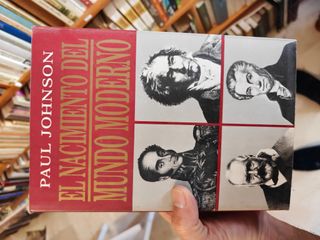 PAUL JOHNSON
EL NACIMIENTO DEL
MUNDO MODERNO